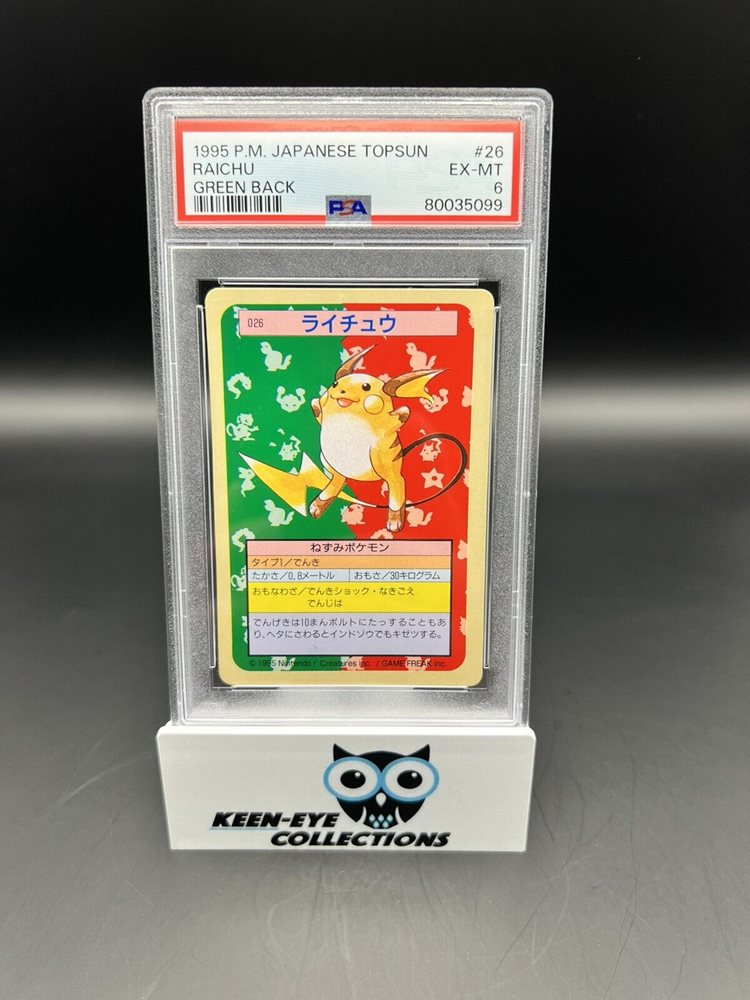 1995 P.M. JAPANESE TOPSUN #26
RAICHU EX-MT
GREEN BACK 6
PSA 80035099
026 ライチュウ
ねずみポケモン
タイプ1/でんき
たかさ/0.8メートル おもさ/30キログラム
おもなわざ/でんきショック・なきごえ
でんじは
でんげきは10まんボルトにたっすることもあ
り、ヘタにさわるとインドゾウでもキゼツする。
©1995 Nintendo / Creatures inc. / GAME FREAK inc.
KEEN-EYE
COLLECTIONS